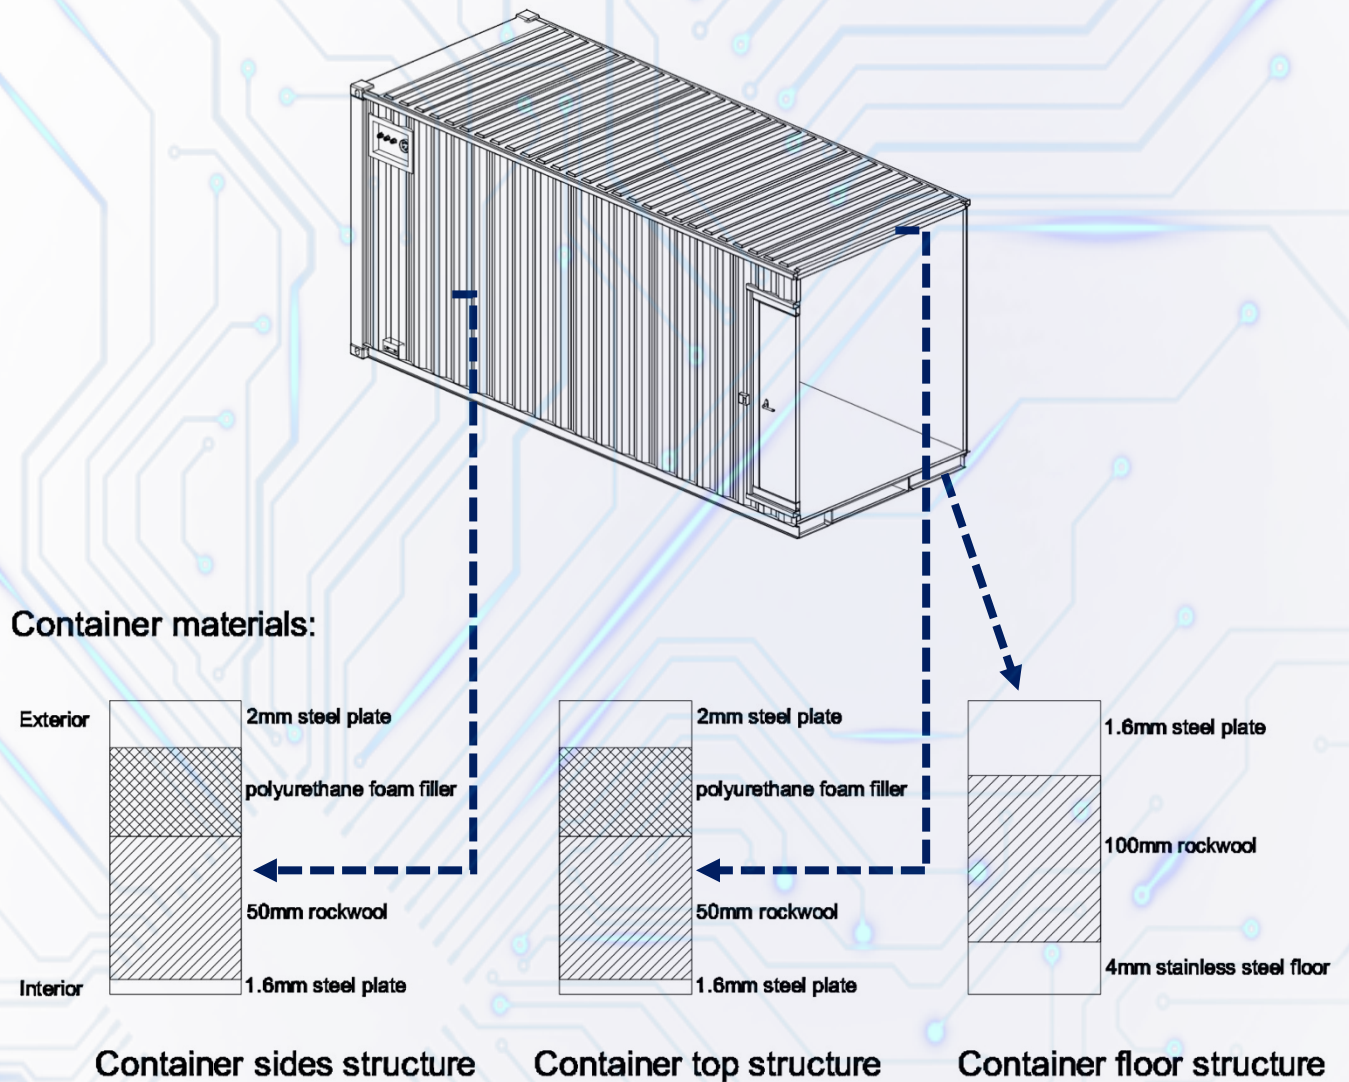 Container materials:
Exterior
2mm steel plate
polyurethane foam filler
50mm rockwool
Interior
1.6mm steel plate
Container sides structure
2mm steel plate
polyurethane foam filler
50mm rockwool
1.6mm steel plate
Container top structure
1.6mm steel plate
100mm rockwool
4mm stainless steel floor
Container floor structure